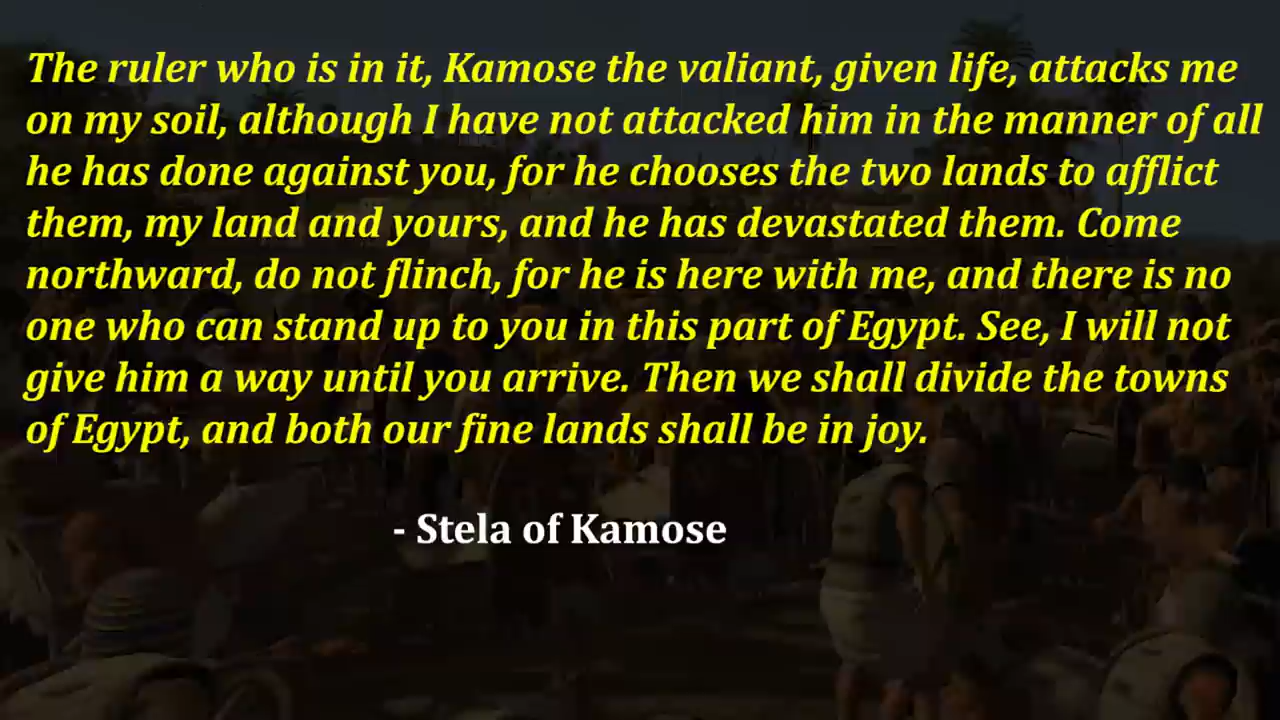 The ruler who is in it, Kamose the valiant, given life, attacks me
on my soil, although I have not attacked him in the manner of all
he has done against you, for he chooses the two lands to afflict
them, my land and yours, and he has devastated them. Come
northward, do not flinch, for he is here with me, and there is no
one who can stand up to you in this part of Egypt. See, I will not
give him a way until you arrive. Then we shall divide the towns
of Egypt, and both our fine lands shall be in joy.
- Stela of Kamose